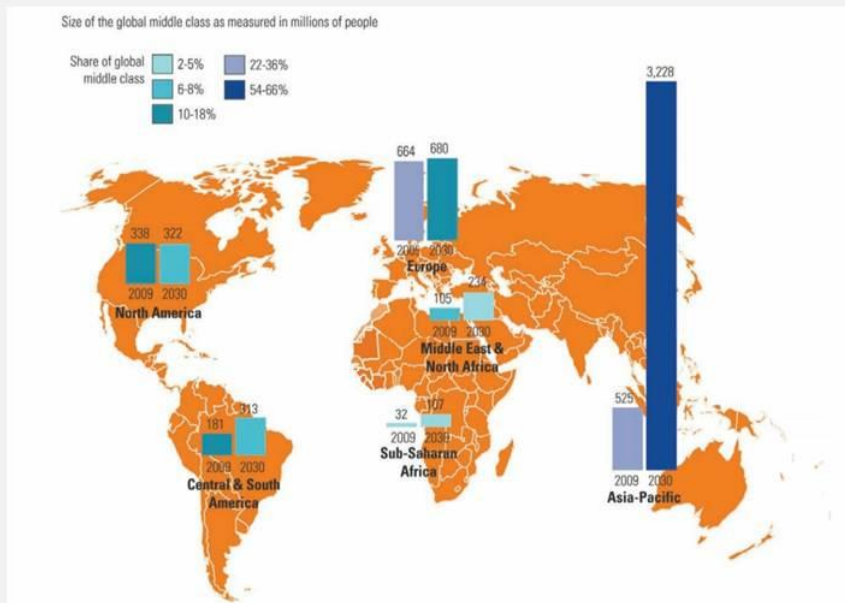 Size of the global middle class as measured in millions of people
Share of global middle class
2-5%
6-8%
10-18%
22-36%
54-66%
338 322
2009 2030
North America
181 313
2009 2030
Central & South
America
664 680
2009 2030
Europe
105 234
2009 2030
Middle East &
North Africa
32 107
2009 2030
Sub-Saharan
Africa
525 3,228
2009 2030
Asia-Pacific